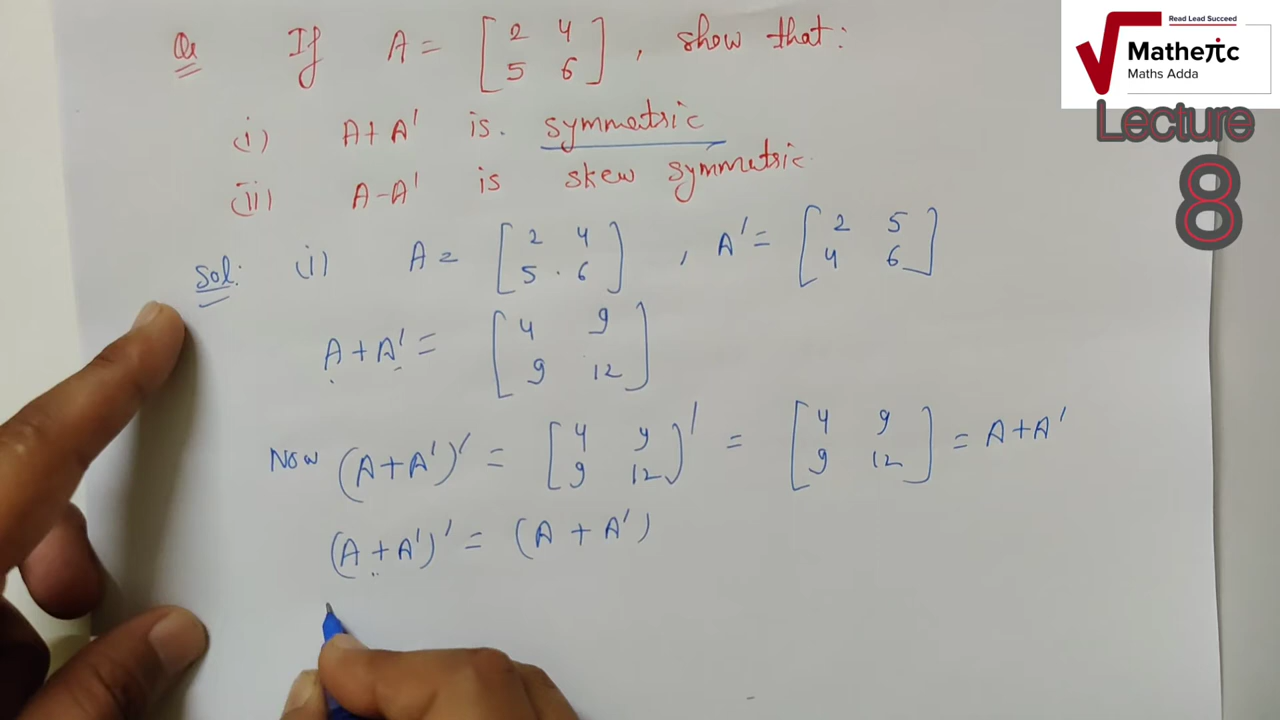 Read Lead Succeed
Matheπc
Maths Adda
Lecture
8
Q. If A = [2 4 5 6], show that:
(i) A+A' is. symmetric
(ii) A-A' is skew symmetric.
Sol: (i) A = [2 4 5 . 6], A' = [2 5 4 6]
A + A' = [4 9 9 12]
Now (A+A')' = [4 9 9 12]' = [4 9 9 12] = A+A'
(A+A')' = (A + A')